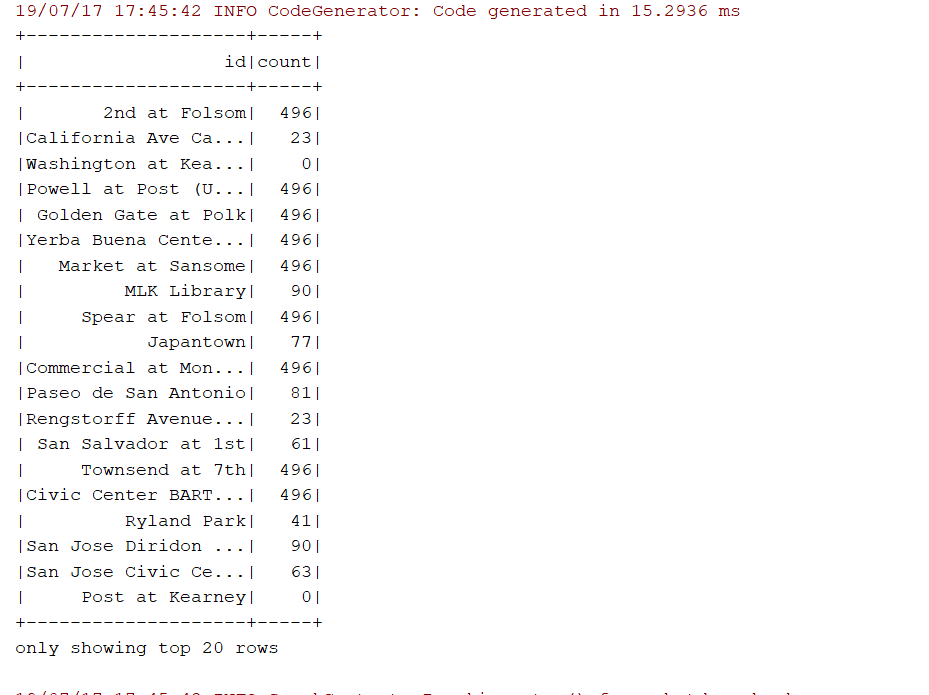 19/07/17 17:45:42 INFO CodeGenerator: Code generated in 15.2936 ms
+--------------------+-----+
|                  id|count|
+--------------------+-----+
|       2nd at Folsom|  496|
|California Ave Ca...|   23|
|Washington at Kea...|    0|
|Powell at Post (U...|  496|
| Golden Gate at Polk|  496|
|Yerba Buena Cente...|  496|
|   Market at Sansome|  496|
|         MLK Library|   90|
|     Spear at Folsom|  496|
|           Japantown|   77|
|Commercial at Mon...|  496|
|Paseo de San Antonio|   81|
|Rengstorff Avenue...|   23|
| San Salvador at 1st|   61|
|     Townsend at 7th|  496|
|Civic Center BART...|  496|
|         Ryland Park|   41|
|San Jose Diridon ...|   90|
|San Jose Civic Ce...|   63|
|     Post at Kearney|    0|
+--------------------+-----+
only showing top 20 rows